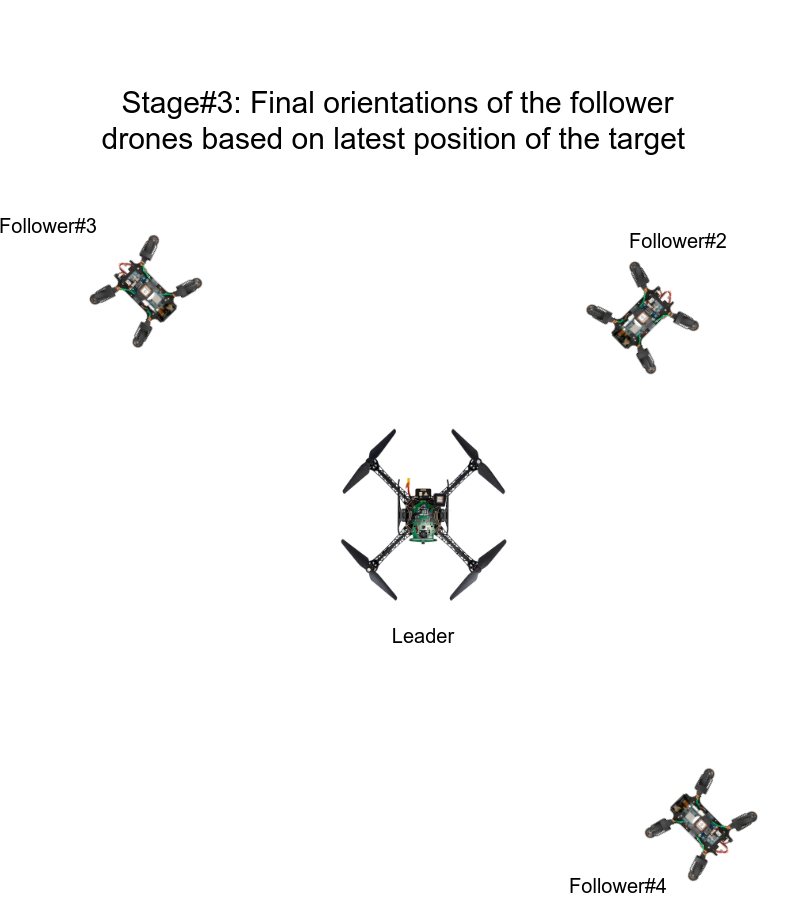 Stage#3: Final orientations of the follower
drones based on latest position of the target
Follower#3
Follower#2
Leader
Follower#4